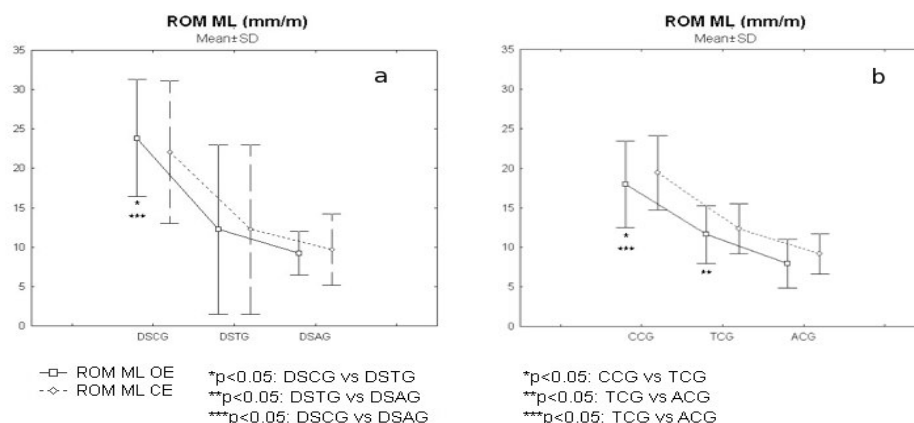 ROM ML (mm/m)
Mean±SD
a
35
30
25
20
15
10
5
0
DSCG DSTG DSAG
*
***
ROM ML (mm/m)
Mean±SD
b
35
30
25
20
15
10
5
0
CCG TCG ACG
*
***
**
ROM ML OE
ROM ML CE
*p<0.05: DSCG vs DSTG
**p<0.05: DSTG vs DSAG
***p<0.05: DSCG vs DSAG
*p<0.05: CCG vs TCG
**p<0.05: TCG vs ACG
***p<0.05: TCG vs ACG